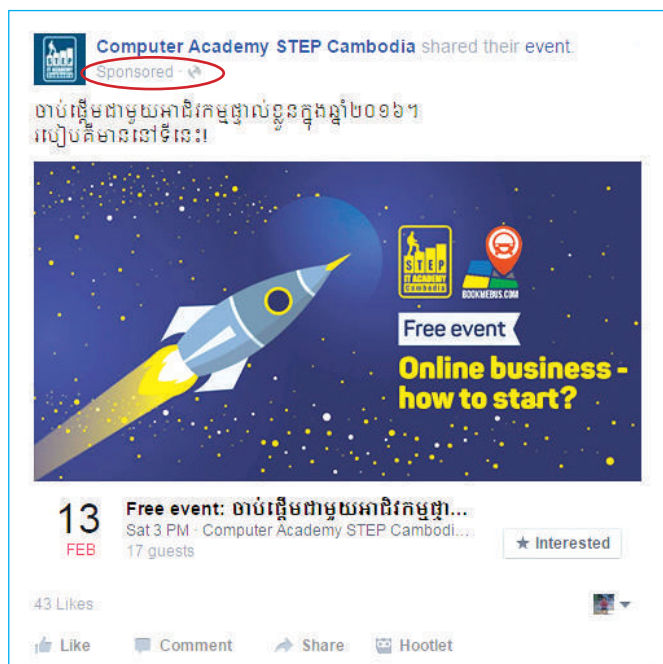 Computer Academy STEP Cambodia shared their event.
Sponsored ·
ចាប់ផ្តើមជាមួយអាជីវកម្មផ្ទាល់ខ្លួនក្នុងឆ្នាំ២០១៦។
របៀបគឺមាននៅទីនេះ!
STEP
IT ACADEMY
Cambodia
BOOKMEBUS.COM
Free event
Online business -
how to start?
13
FEB
Free event: ចាប់ផ្តើមជាមួយអាជីវកម្មផ្ទា...
Sat 3 PM · Computer Academy STEP Cambodi...
17 guests
Interested
43 Likes
Like Comment Share Hootlet